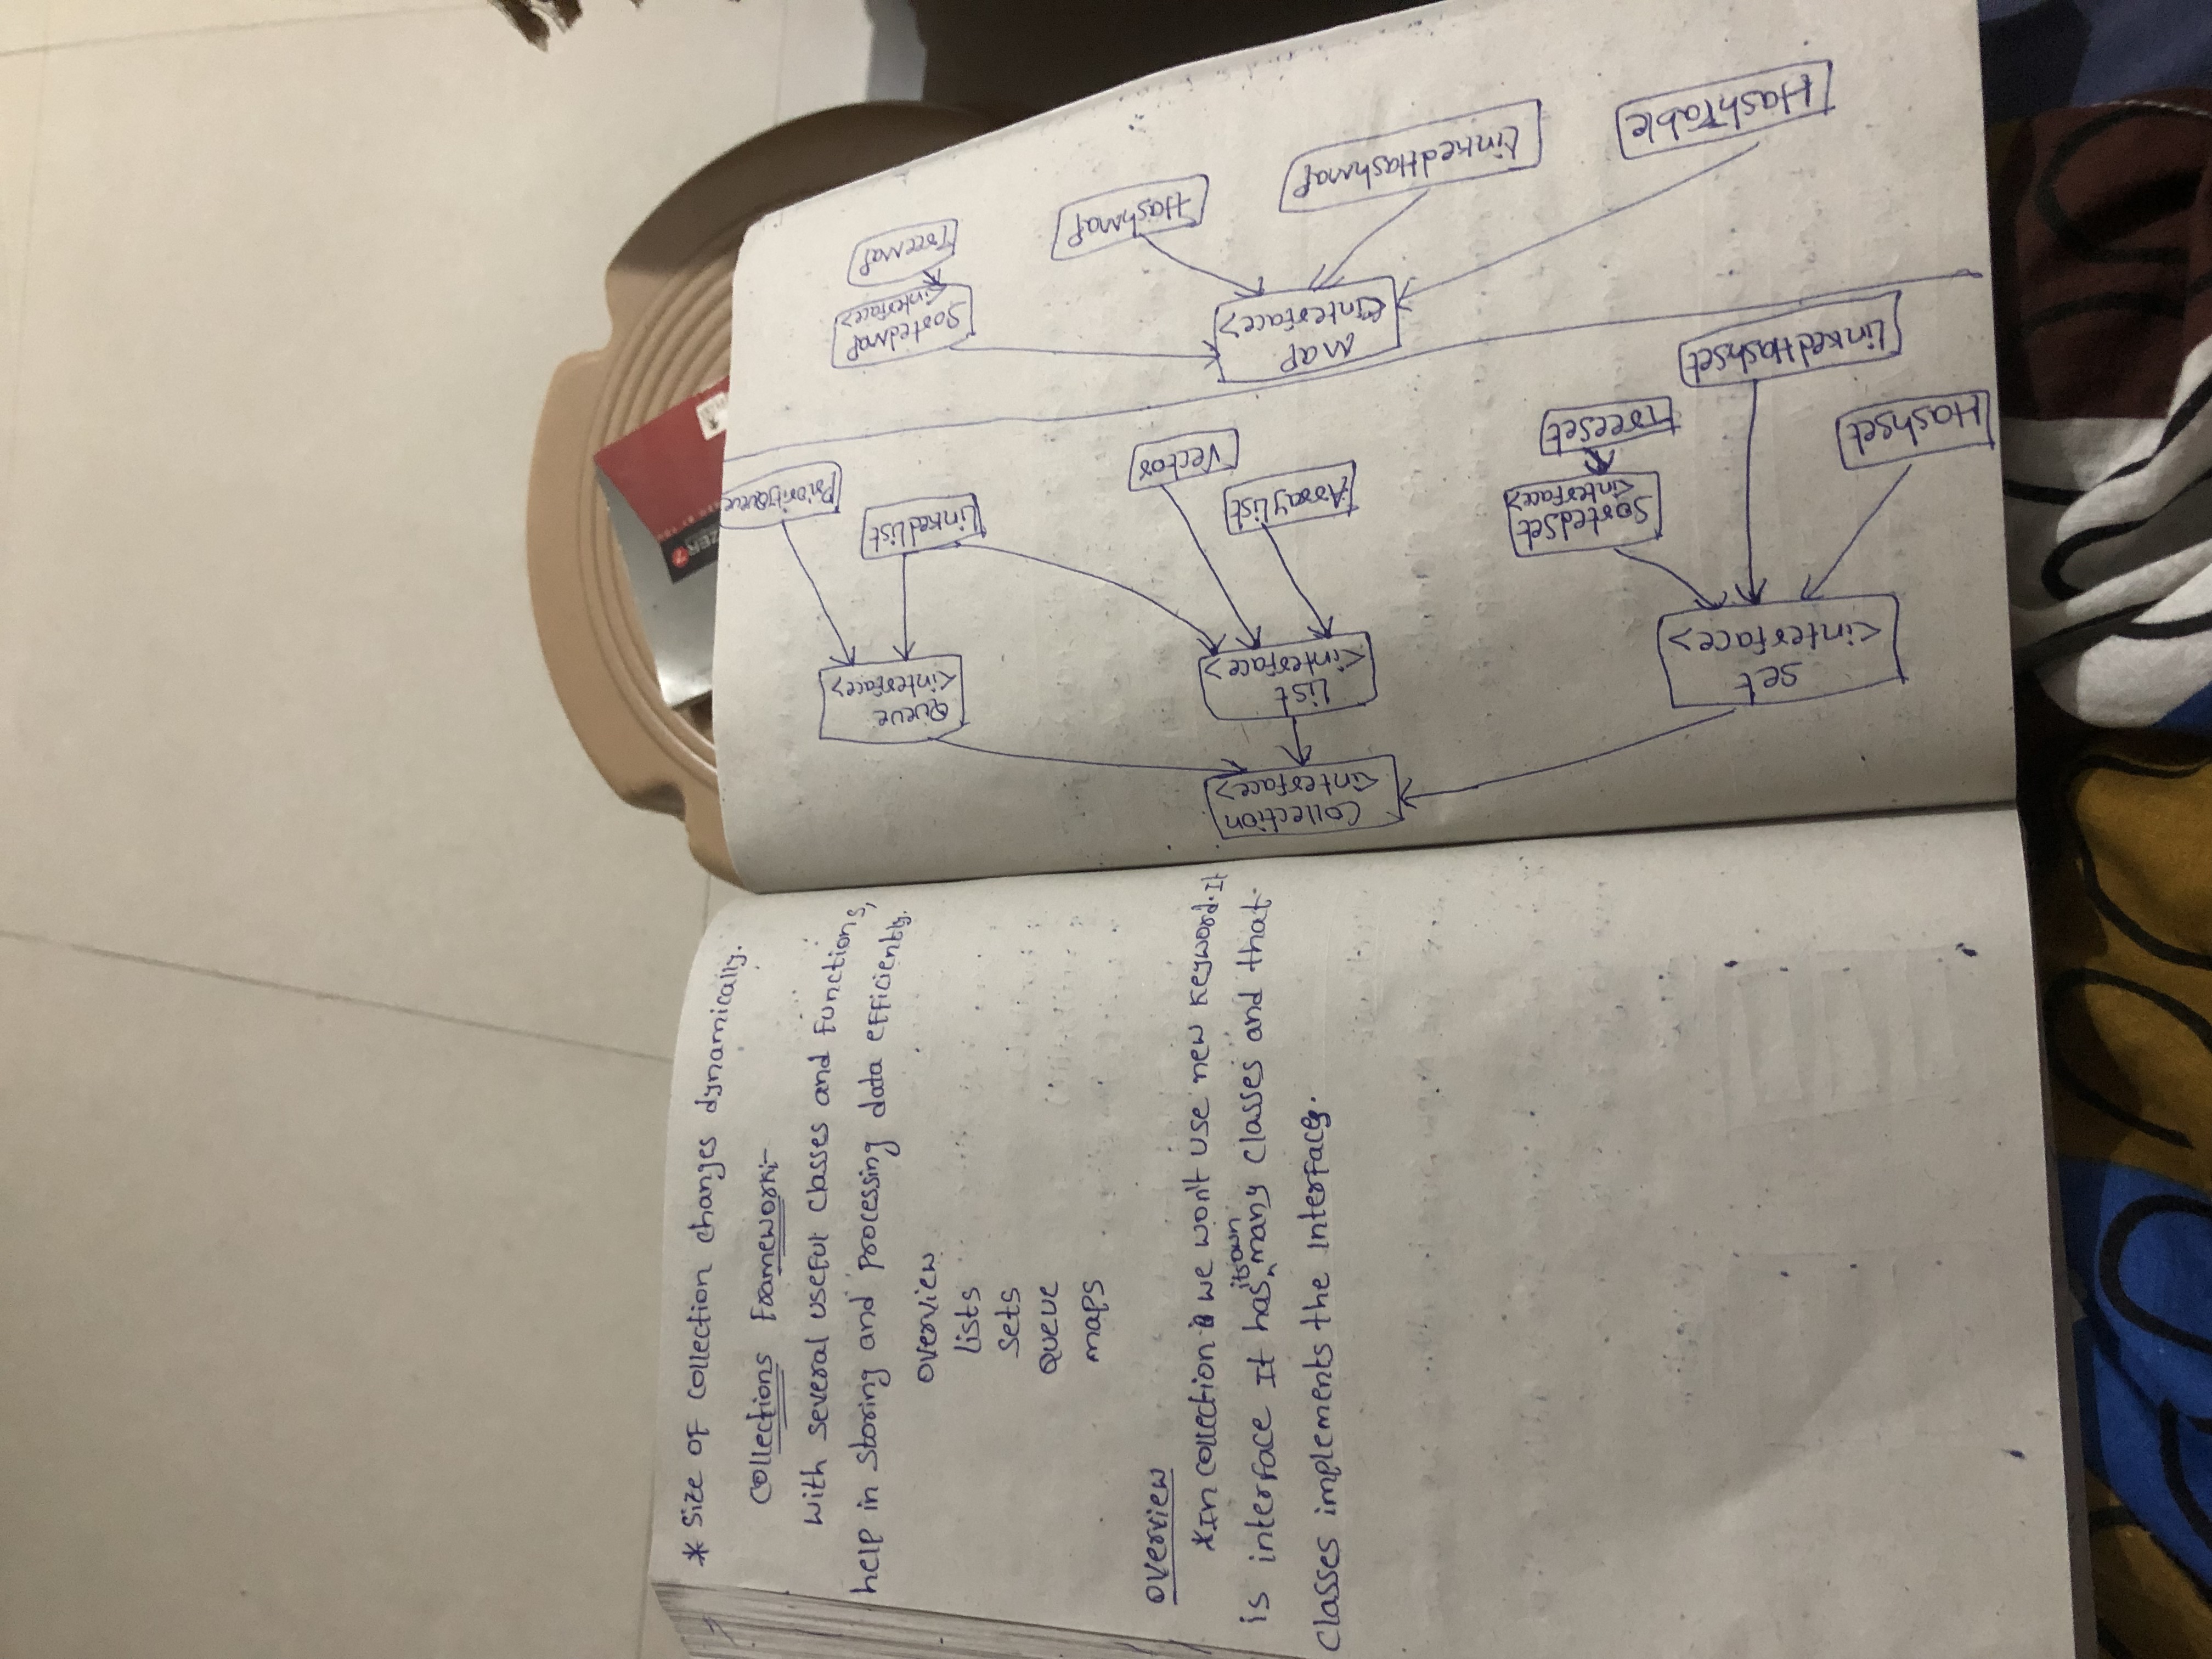 * Size of collection changes dynamically.
Collections Framework:-
With several useful classes and functions,
help in storing and processing data efficiently.
Overview
Lists
Sets
Queue
Maps
Overview
*In collection we won't use new keyword. It
is interface It has its own many classes and that
classes implements the Interfaces.
Collection
<interface>
Set
<interface>
List
<interface>
Queue
<interface>
SortedSet
<interface>
TreeSet
Hashset
LinkedHashset
ArrayList
Vector
LinkedList
PriorityQueue
Map
<interface>
SortedMap
<interface>
TreeMap
HashTable
LinkedHashMap
HashMap